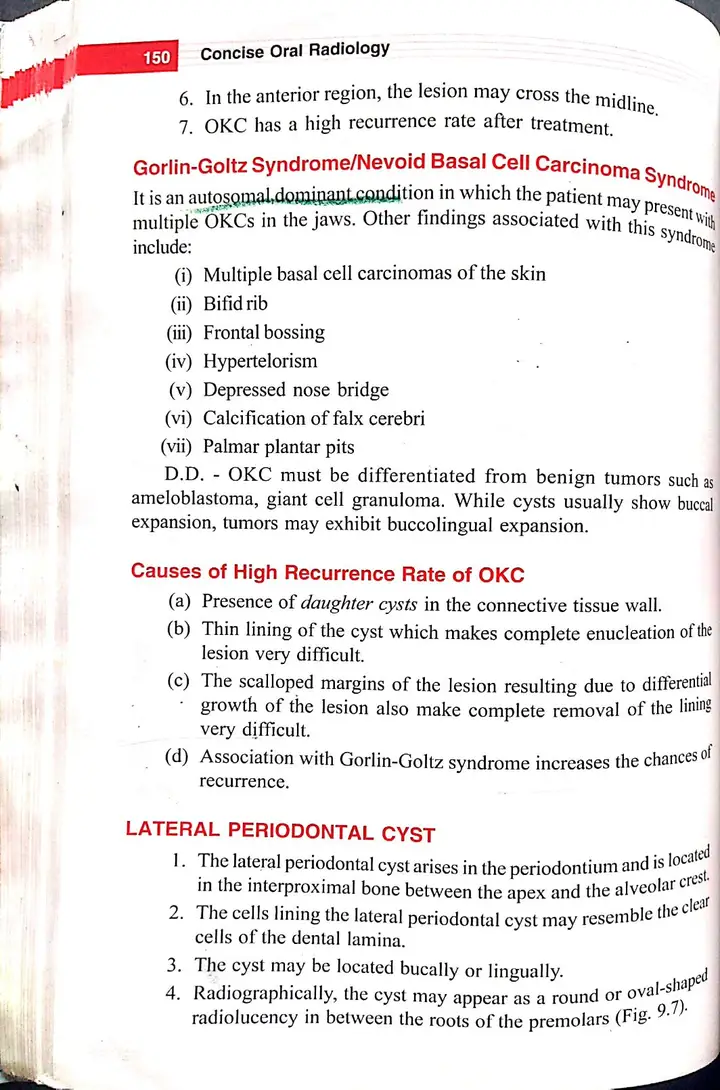 150 Concise Oral Radiology
6. In the anterior region, the lesion may cross the midline.
7. OKC has a high recurrence rate after treatment.
Gorlin-Goltz Syndrome/Nevoid Basal Cell Carcinoma Syndrome
It is an autosomal dominant condition in which the patient may present with
multiple OKCs in the jaws. Other findings associated with this syndrome
include:
(i) Multiple basal cell carcinomas of the skin
(ii) Bifid rib
(iii) Frontal bossing
(iv) Hypertelorism
(v) Depressed nose bridge
(vi) Calcification of falx cerebri
(vii) Palmar plantar pits
D.D. - OKC must be differentiated from benign tumors such as
ameloblastoma, giant cell granuloma. While cysts usually show buccal
expansion, tumors may exhibit buccolingual expansion.
Causes of High Recurrence Rate of OKC
(a) Presence of daughter cysts in the connective tissue wall.
(b) Thin lining of the cyst which makes complete enucleation of the
lesion very difficult.
(c) The scalloped margins of the lesion resulting due to differential
growth of the lesion also make complete removal of the lining
very difficult.
(d) Association with Gorlin-Goltz syndrome increases the chances of
recurrence.
LATERAL PERIODONTAL CYST
1. The lateral periodontal cyst arises in the periodontium and is located
in the interproximal bone between the apex and the alveolar crest.
2. The cells lining the lateral periodontal cyst may resemble the clear
cells of the dental lamina.
3. The cyst may be located bucally or lingually.
4. Radiographically, the cyst may appear as a round or oval-shaped
radiolucency in between the roots of the premolars (Fig. 9.7).